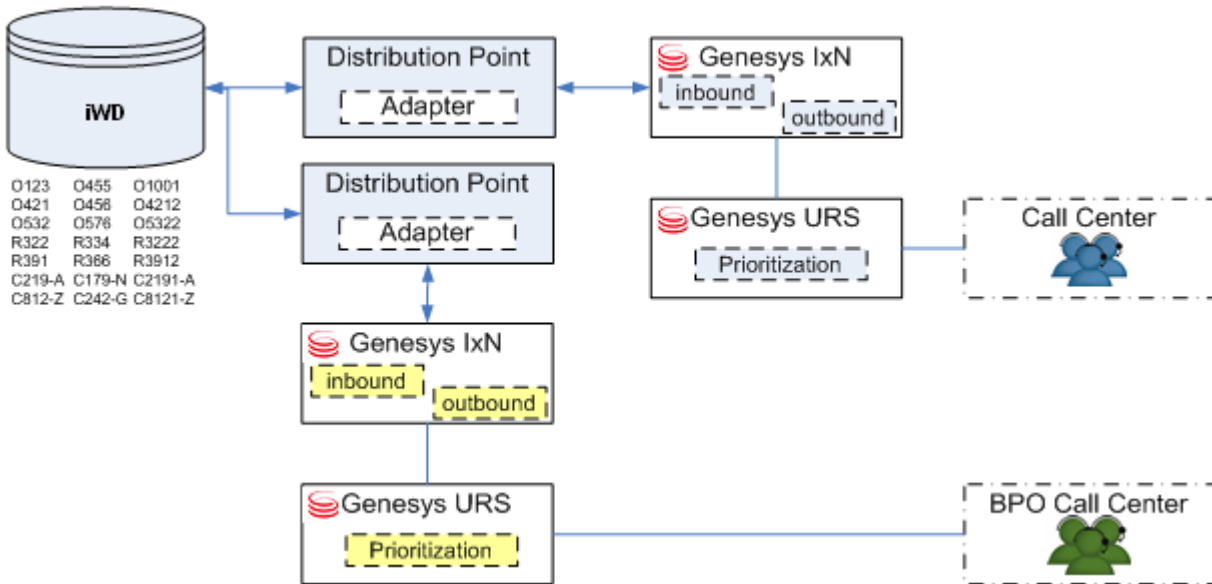 iWD
O123 O455 O1001
O421 O456 O4212
O532 O576 O5322
R322 R334 R3222
R391 R366 R3912
C219-A C179-N C2191-A
C812-Z C242-G C8121-Z
Distribution Point
Adapter
Genesys IxN
inbound
outbound
Distribution Point
Adapter
Genesys URS
Prioritization
Call Center
Genesys IxN
inbound
outbound
Genesys URS
Prioritization
BPO Call Center